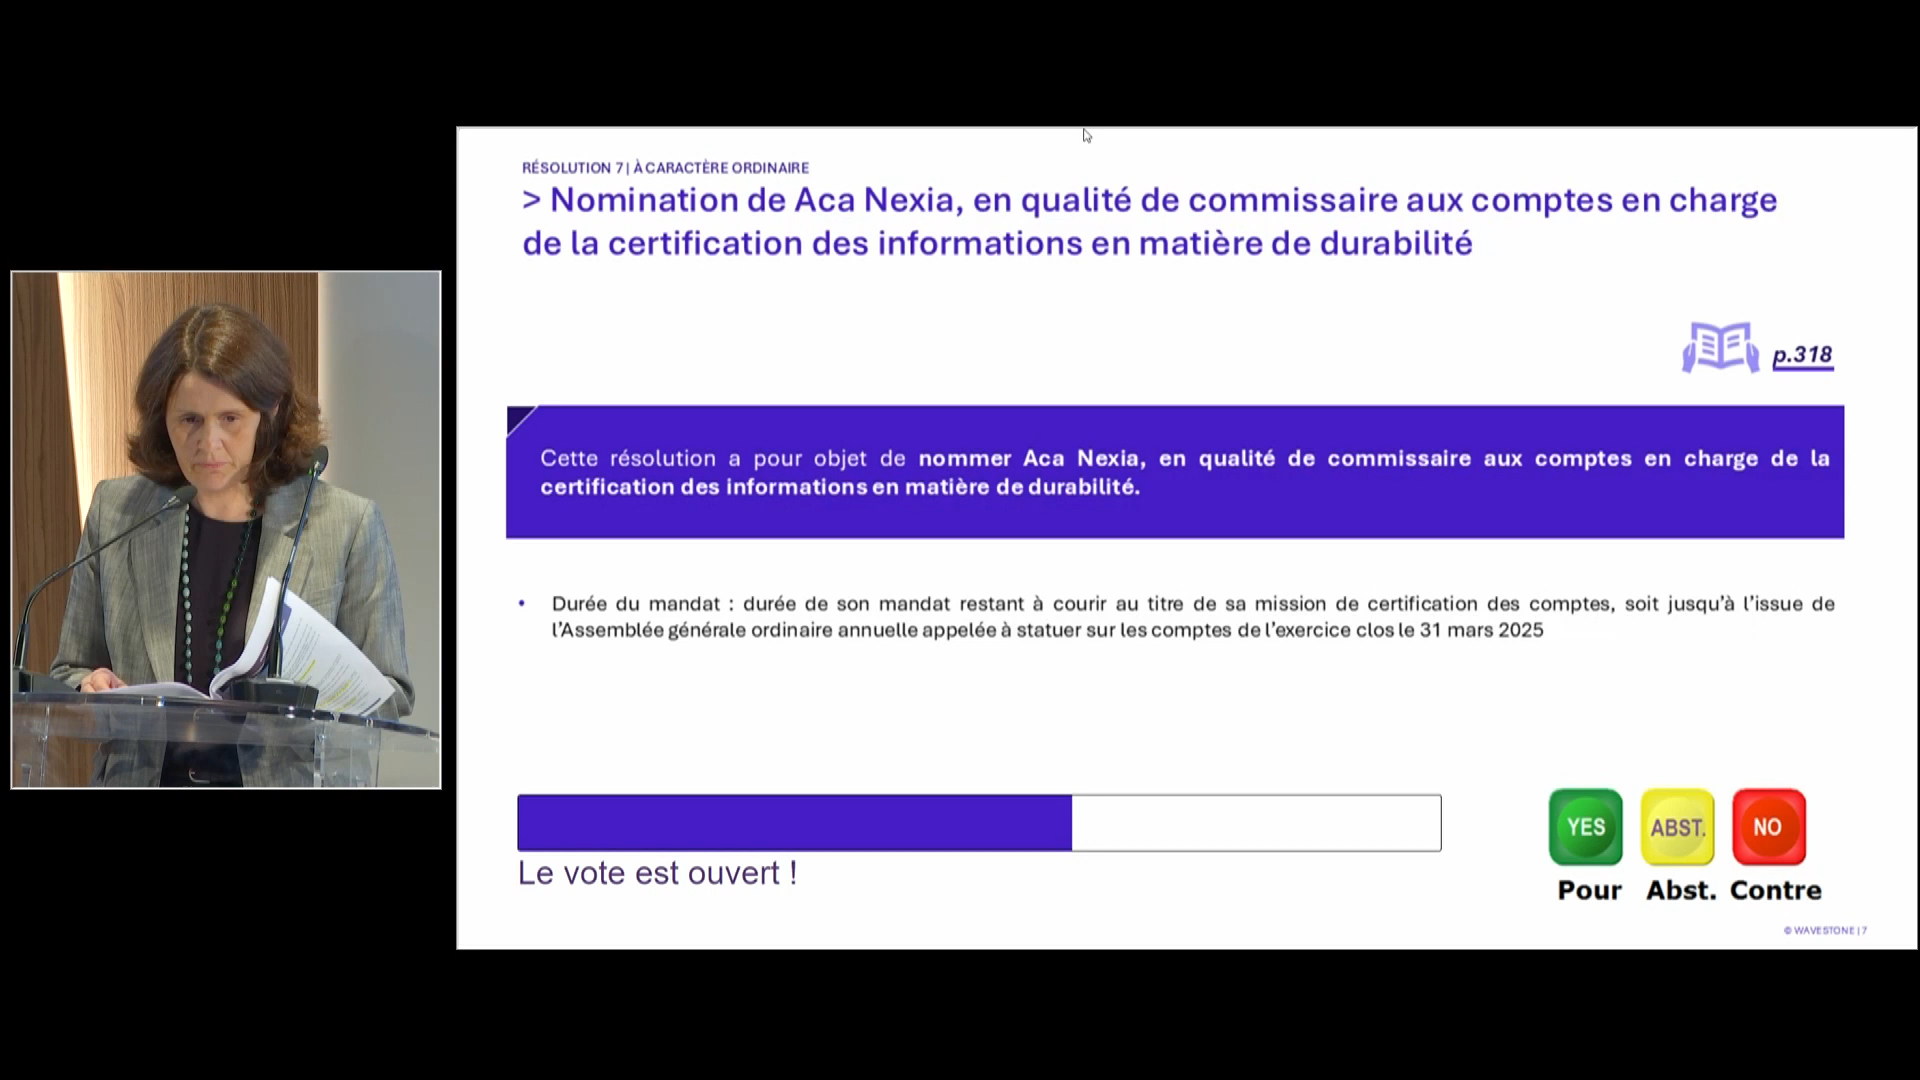 RÉSOLUTION 7 | À CARACTÈRE ORDINAIRE
> Nomination de Aca Nexia, en qualité de commissaire aux comptes en charge
de la certification des informations en matière de durabilité
p.318
Cette résolution a pour objet de nommer Aca Nexia, en qualité de commissaire aux comptes en charge de la
certification des informations en matière de durabilité.
• Durée du mandat : durée de son mandat restant à courir au titre de sa mission de certification des comptes, soit jusqu’à l’issue de
l’Assemblée générale ordinaire annuelle appelée à statuer sur les comptes de l’exercice clos le 31 mars 2025
Le vote est ouvert !
YES ABST. NO
Pour Abst. Contre
© WAVESTONE | 7